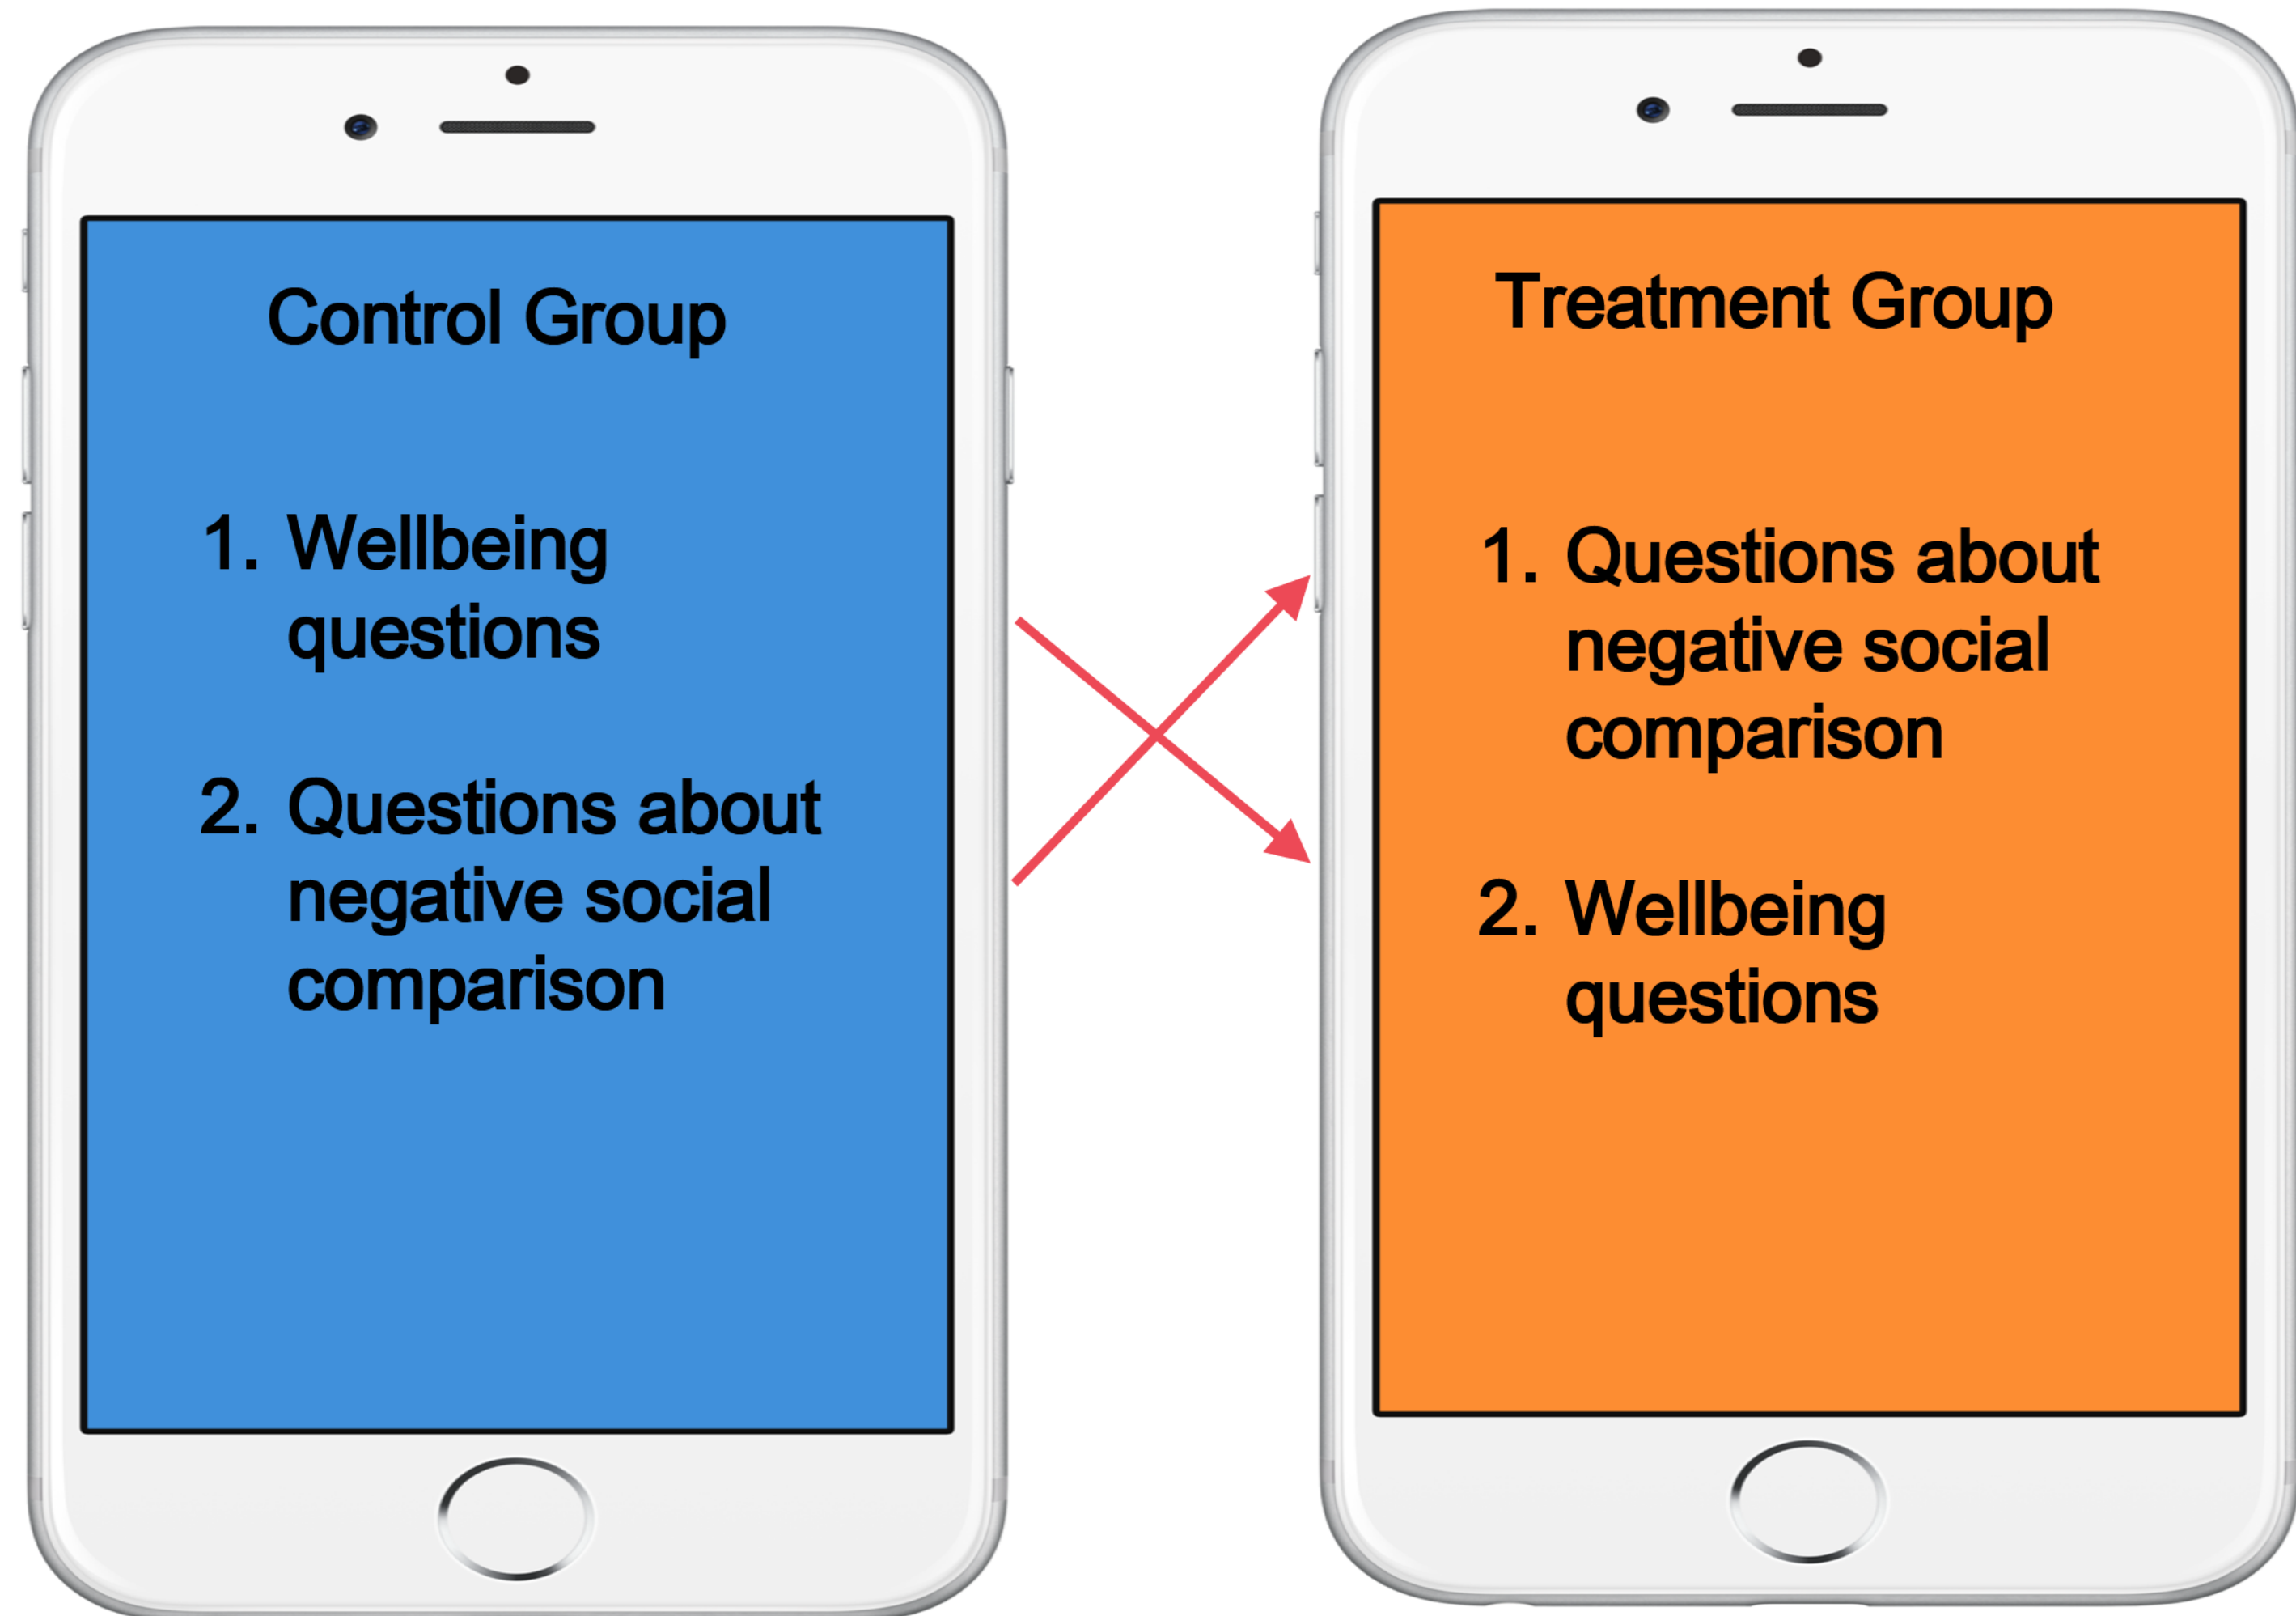 Control Group
1. Wellbeing
questions
2. Questions about
negative social
comparison
Treatment Group
1. Questions about
negative social
comparison
2. Wellbeing
questions